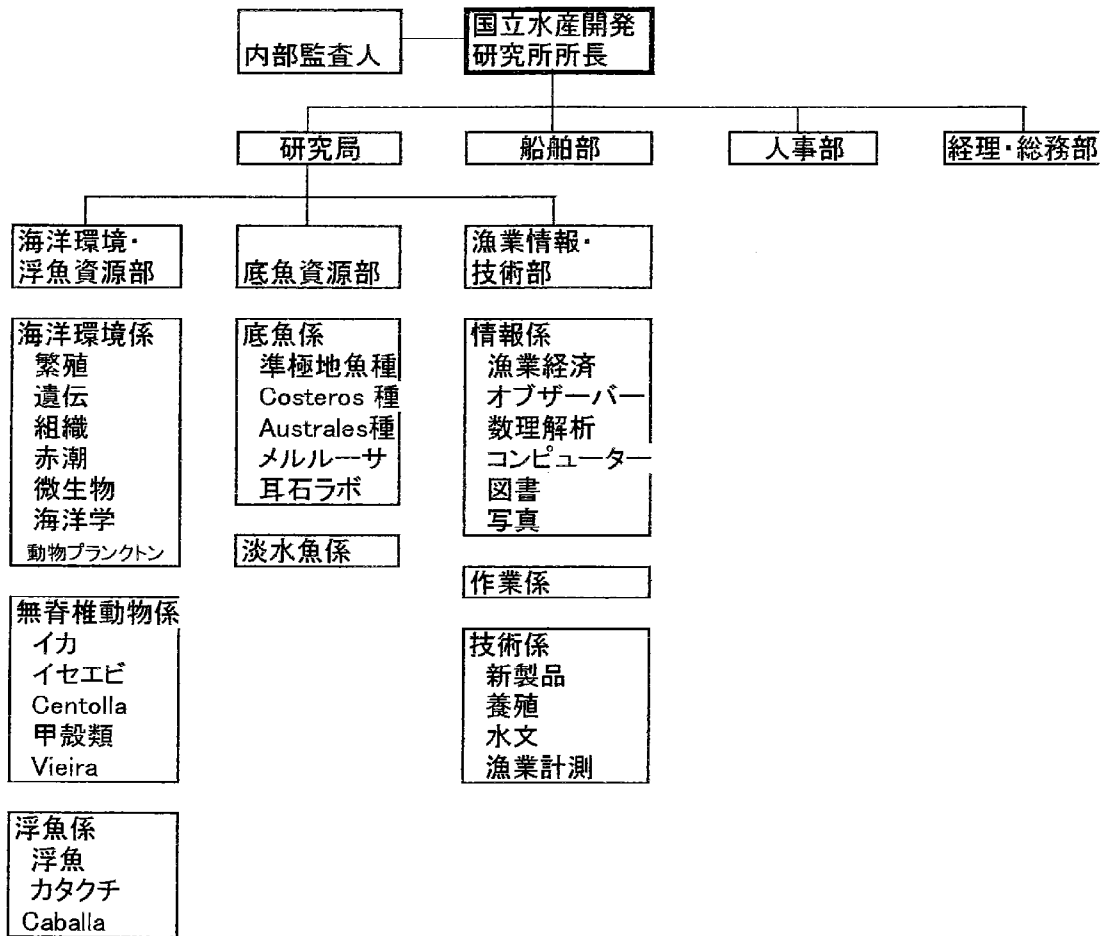 国立水産開発
研究所所長
内部監査人
研究局
船舶部
人事部
経理・総務部
海洋環境・
浮魚資源部
底魚資源部
漁業情報・
技術部
海洋環境係
繁殖
遺伝
組織
赤潮
微生物
海洋学
動物プランクトン
無脊椎動物係
イカ
イセエビ
Centolla
甲殻類
Vieira
浮魚係
浮魚
カタクチ
Caballa
底魚係
準極地魚種
Costeros 種
Australes種
メルルーサ
耳石ラボ
淡水魚係
情報係
漁業経済
オブザーバー
数理解析
コンピューター
図書
写真
作業係
技術係
新製品
養殖
水文
漁業計測